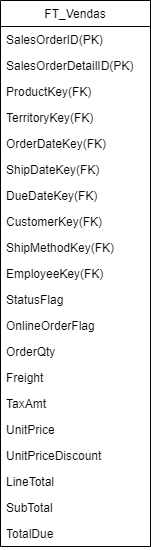 FT_Vendas
SalesOrderID(PK)
SalesOrderDetailID(PK)
ProductKey(FK)
TerritoryKey(FK)
OrderDateKey(FK)
ShipDateKey(FK)
DueDateKey(FK)
CustomerKey(FK)
ShipMethodKey(FK)
EmployeeKey(FK)
StatusFlag
OnlineOrderFlag
OrderQty
Freight
TaxAmt
UnitPrice
UnitPriceDiscount
LineTotal
SubTotal
TotalDue